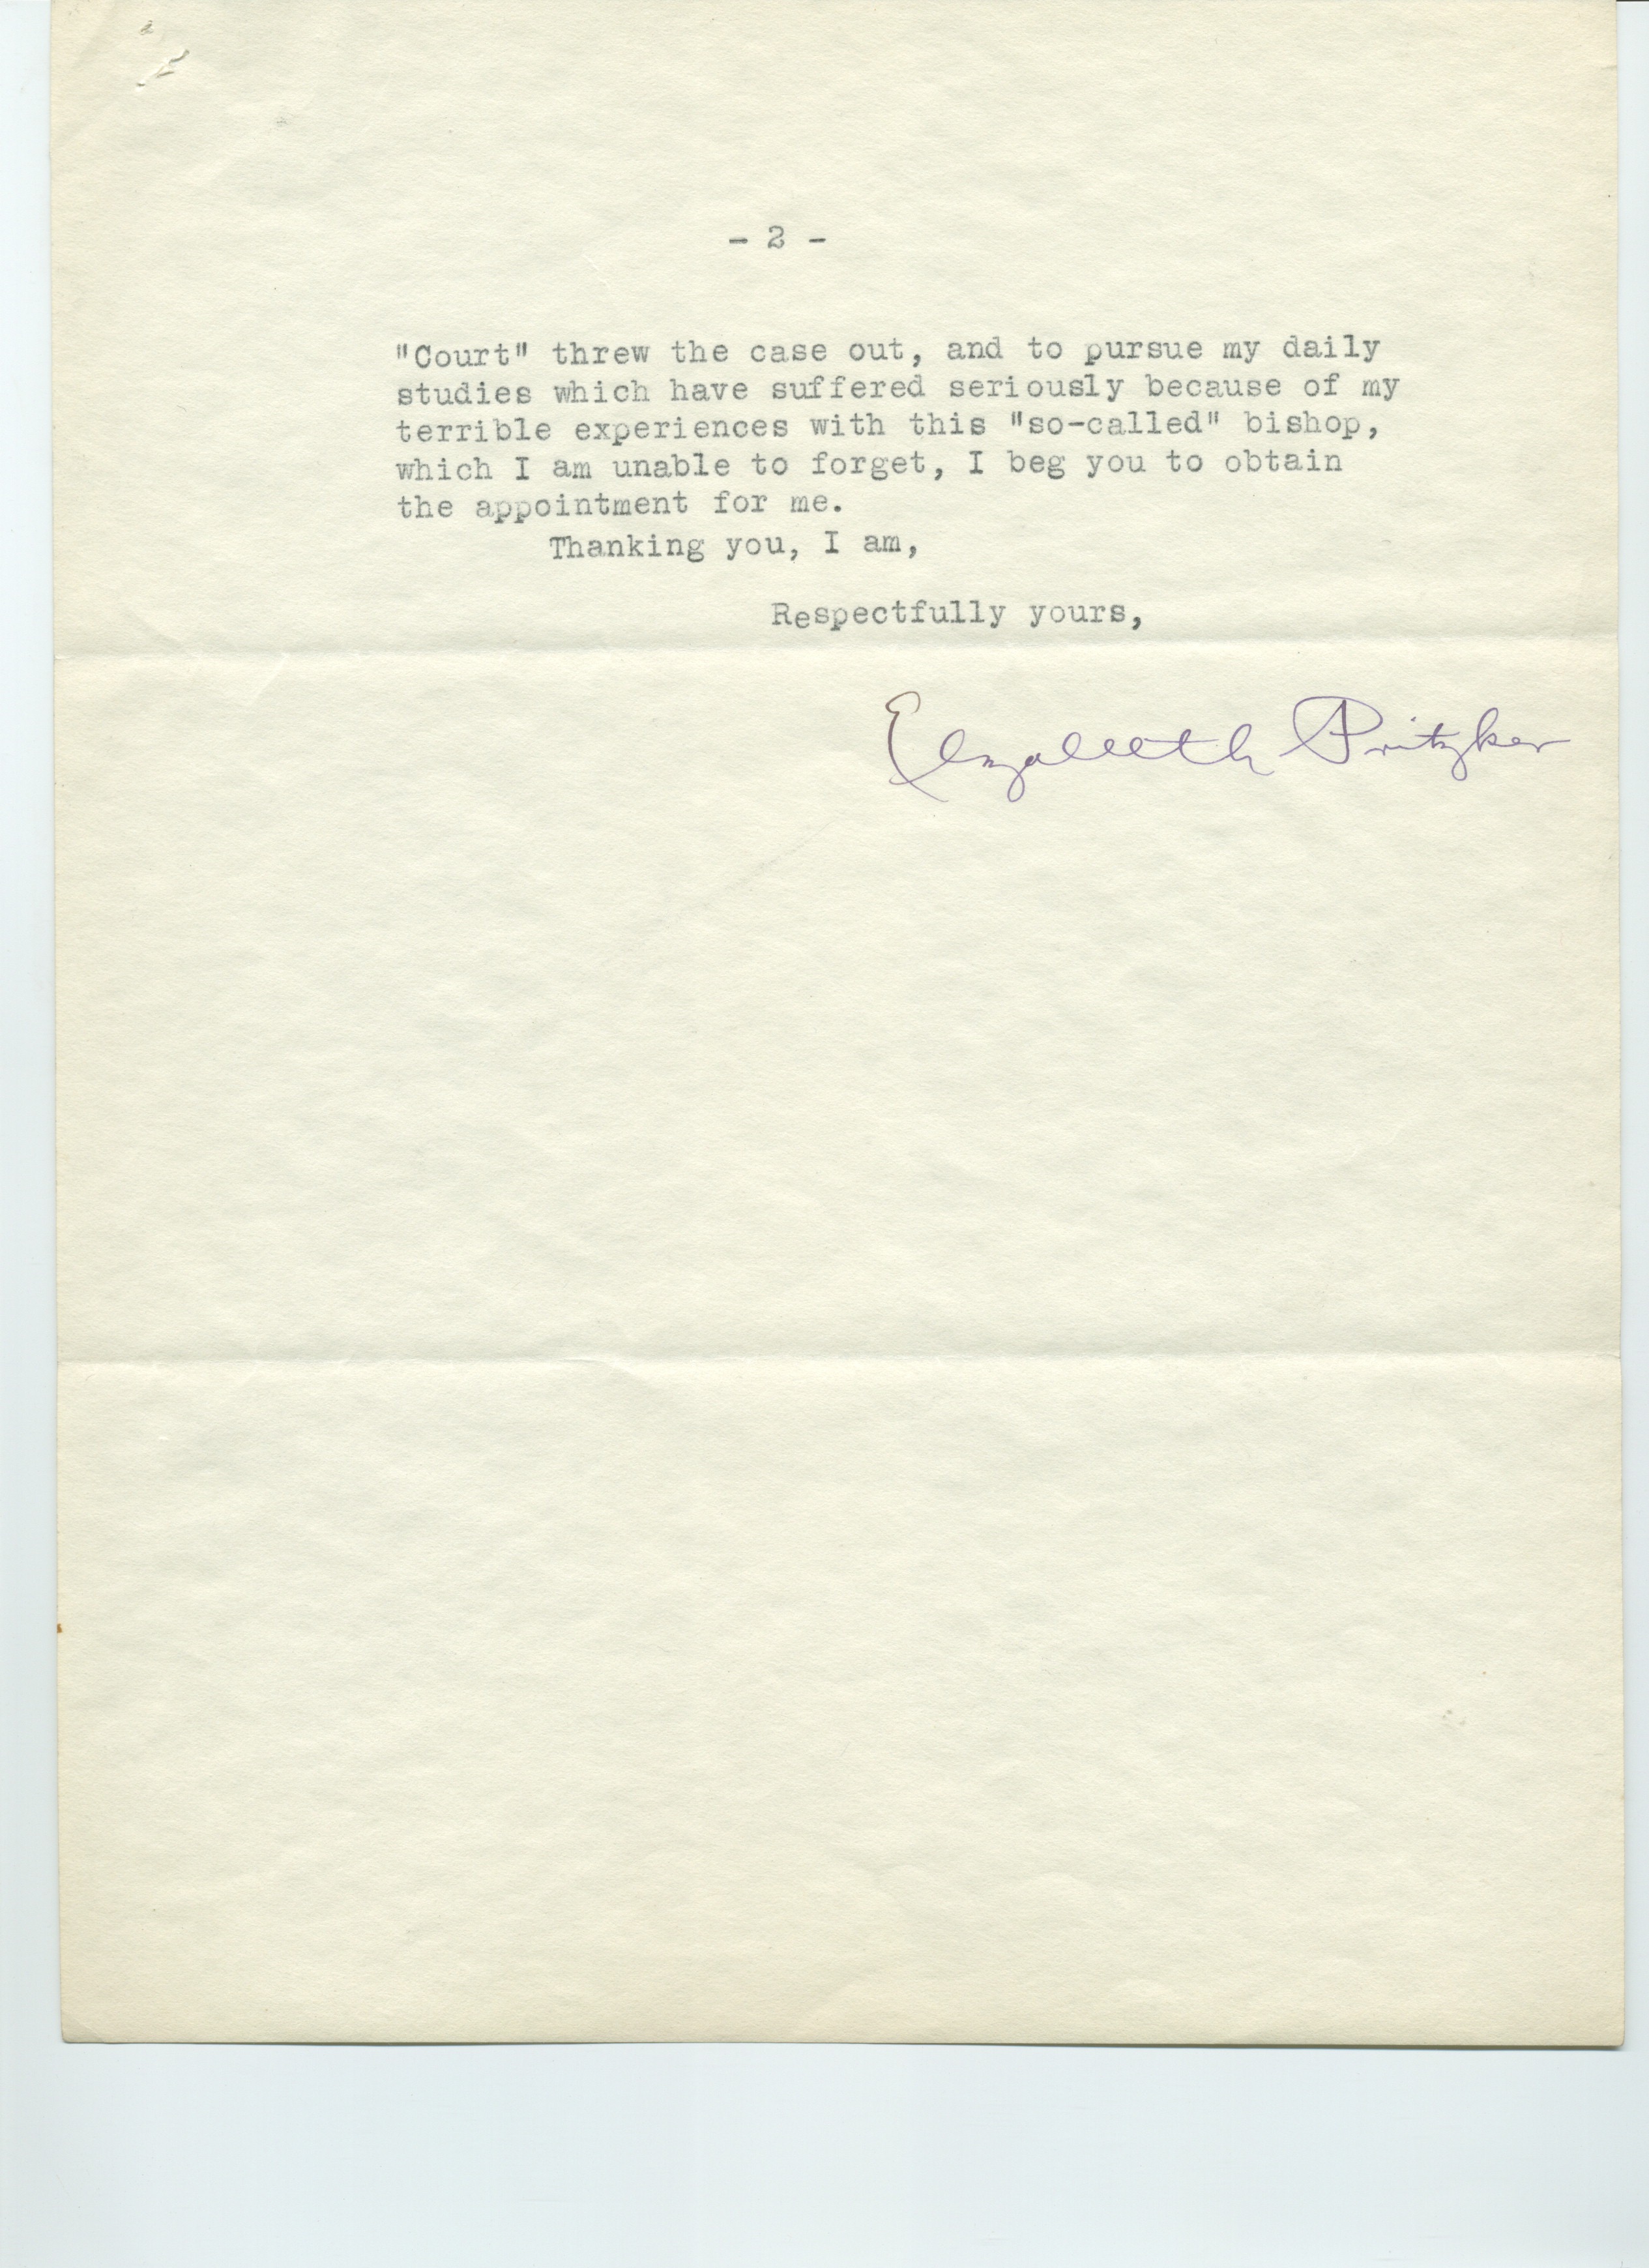 - 2 -
"Court" threw the case out, and to pursue my daily
studies which have suffered seriously because of my
terrible experiences with this "so-called" bishop,
which I am unable to forget, I beg you to obtain
the appointment for me.
Thanking you, I am,
Respectfully yours,
Elizabeth Pritzker